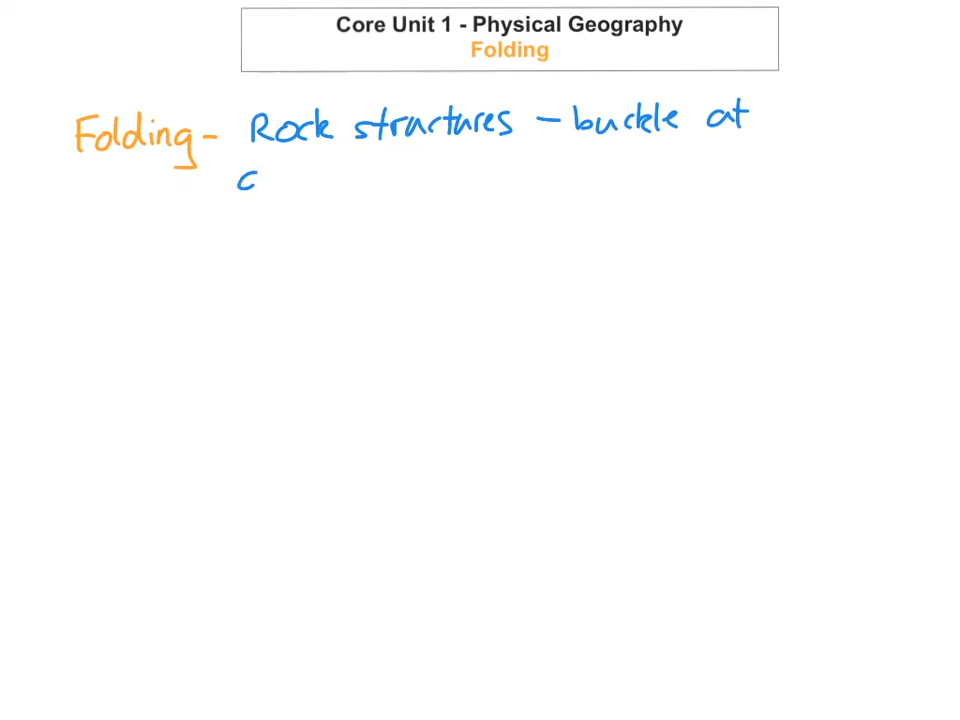 Core Unit 1 - Physical Geography
Folding
Folding - Rock structures - buckle at
c